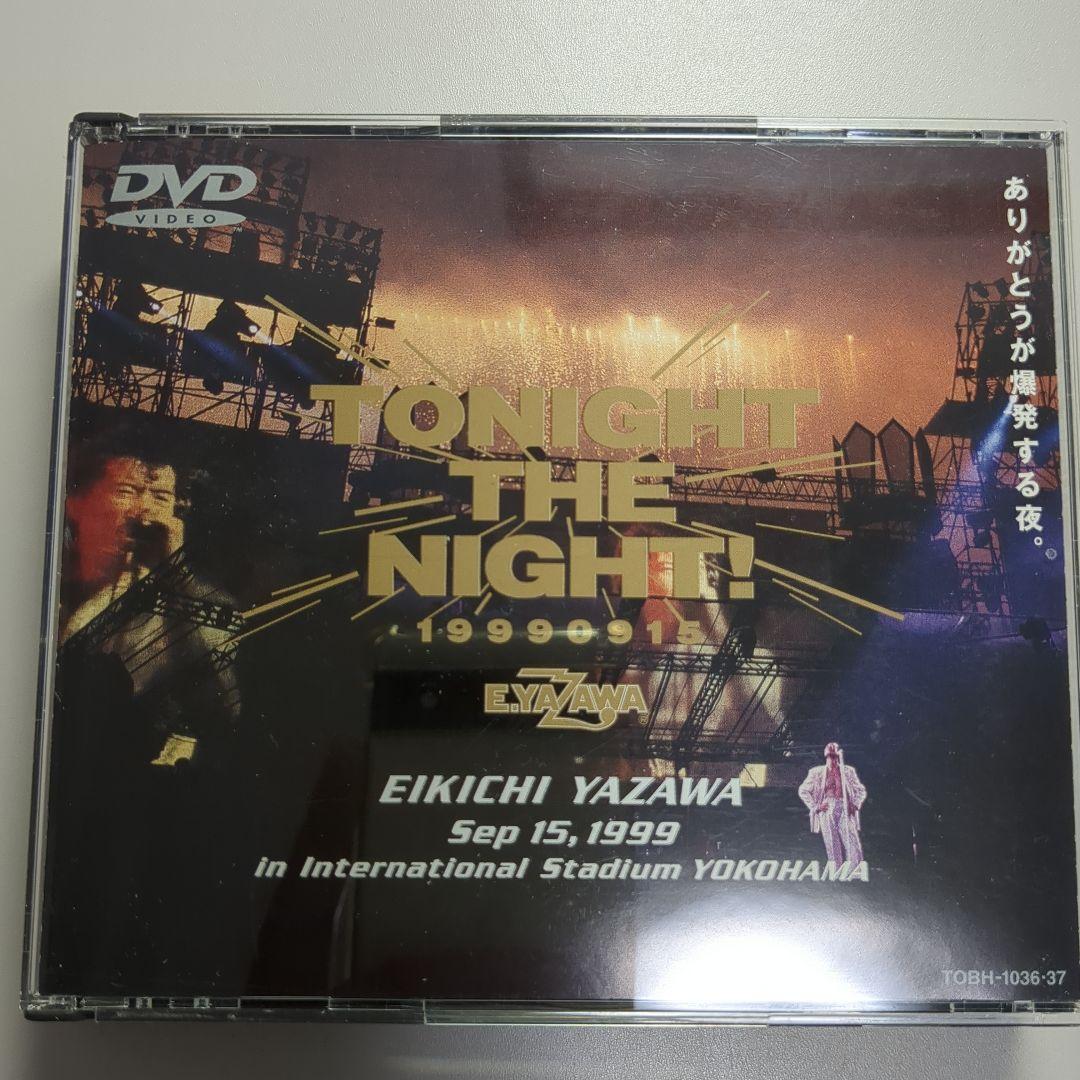 DVD
VIDEO
ありがとうが爆発する夜。
TONIGHT
THE
NIGHT!
19990915
E.YAZAWA
EIKICHI YAZAWA
Sep 15, 1999
in International Stadium YOKOHAMA
TOBH-1036·37